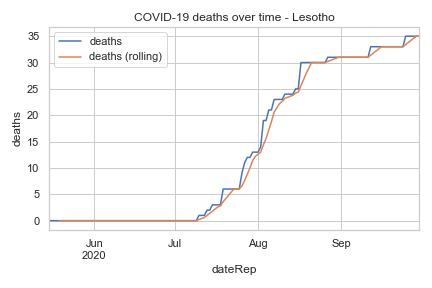 COVID-19 deaths over time - Lesotho
deaths
deaths (rolling)
35
30
25
20
15
10
5
0
deaths
Jun
2020
Jul
Aug
Sep
dateRep